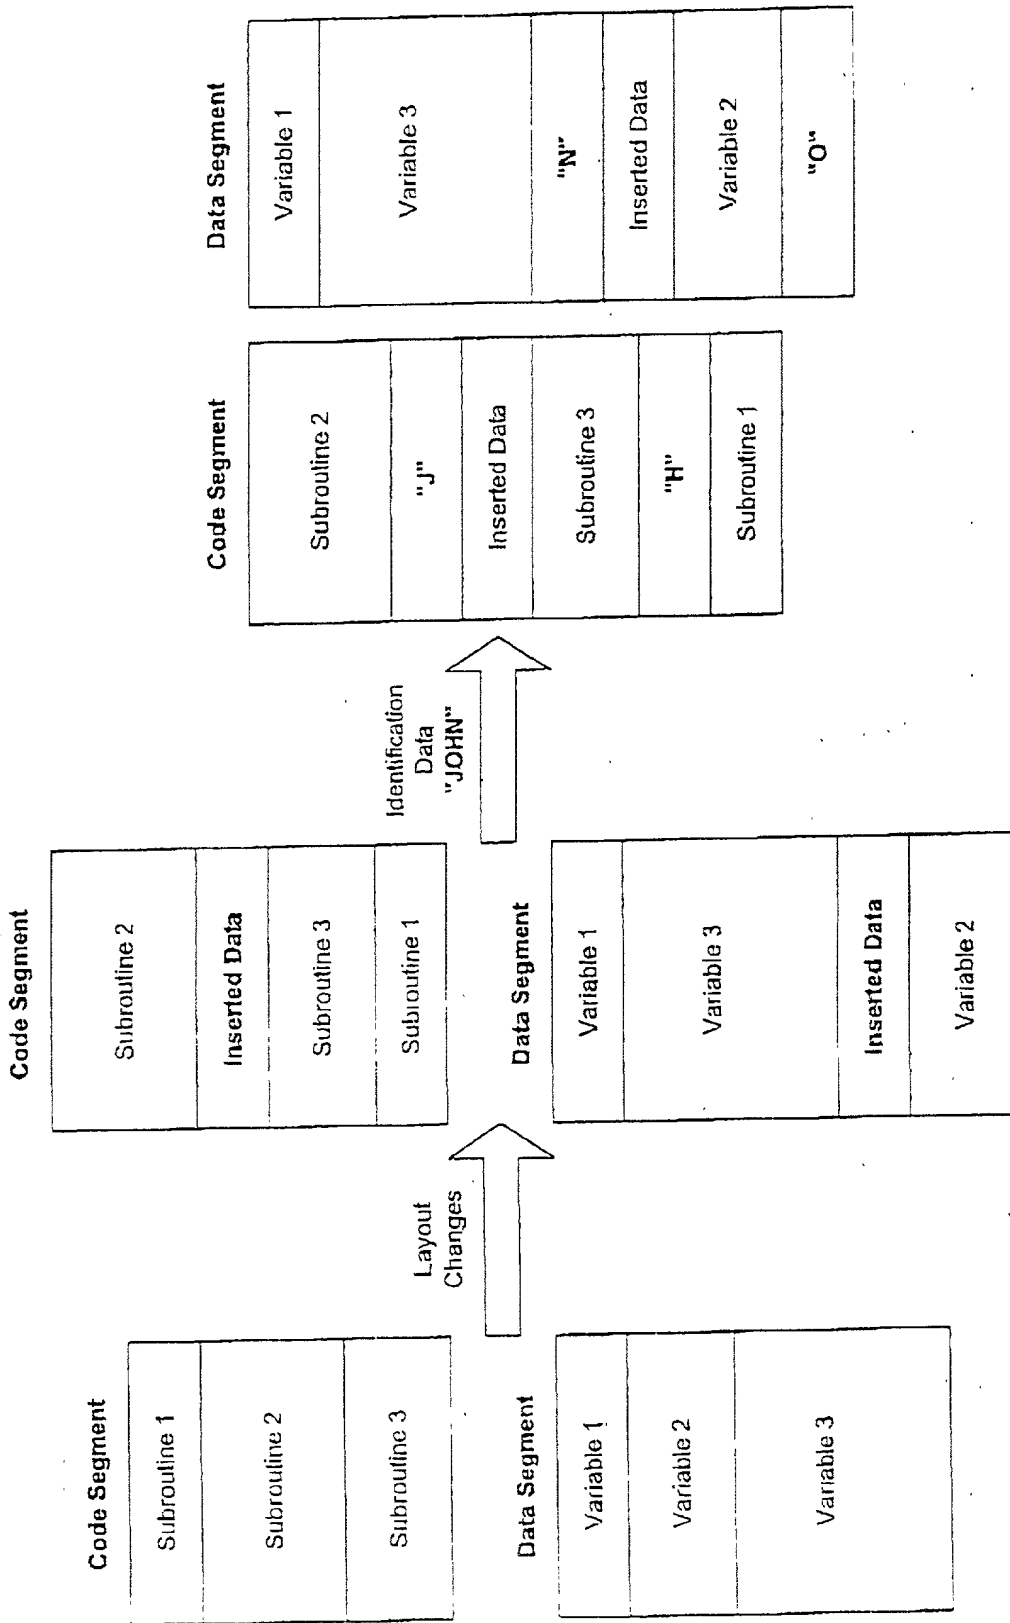 Code Segment
Subroutine 1
Subroutine 2
Subroutine 3
Data Segment
Variable 1
Variable 2
Variable 3
Layout
Changes
Code Segment
Subroutine 2
Inserted Data
Subroutine 3
Subroutine 1
Data Segment
Variable 1
Variable 3
Inserted Data
Variable 2
Identification
Data
"JOHN"
Code Segment
Subroutine 2
"J"
Inserted Data
Subroutine 3
"H"
Subroutine 1
Data Segment
Variable 1
Variable 3
"N"
Inserted Data
Variable 2
"O"